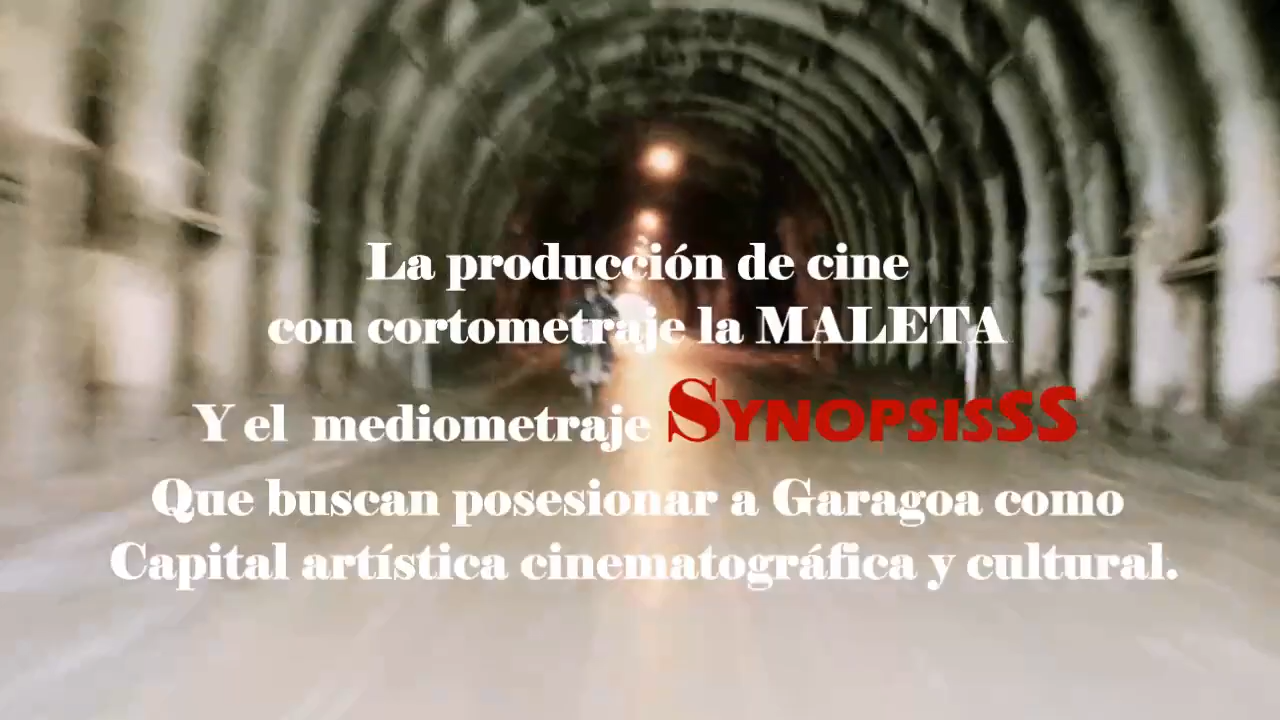 La producción de cine
con cortometraje la MALETA
Y el mediometraje SYNOPSISSS
Que buscan posesionar a Garagoa como
Capital artística cinematográfica y cultural.